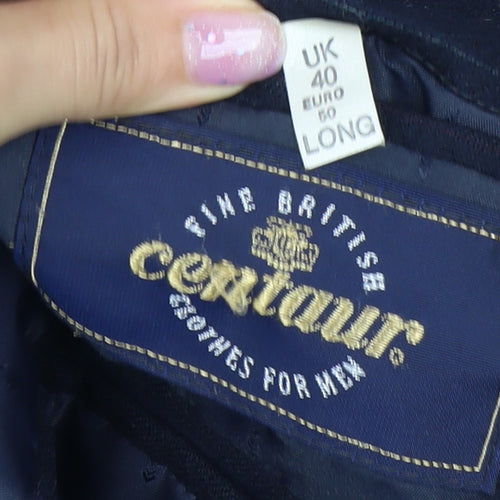 UK
40
EURO
50
LONG
FINE BRITISH
centaur®
CLOTHES FOR MEN